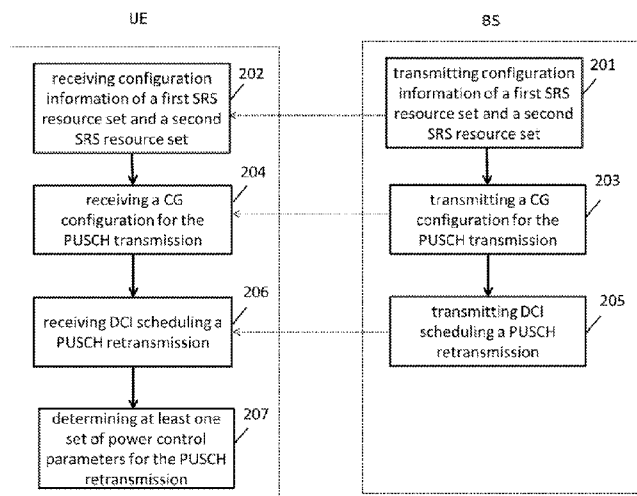 UE
BS
202
receiving configuration
information of a first SRS
resource set and a second
SRS resource set
201
transmitting configuration
information of a first SRS
resource set and a second
SRS resource set
204
receiving a CG
configuration for the
PUSCH transmission
203
transmitting a CG
configuration for the
PUSCH transmission
206
receiving DCI scheduling a
PUSCH retransmission
205
transmitting DCI
scheduling a PUSCH
retransmission
207
determining at least one
set of power control
parameters for the PUSCH
retransmission